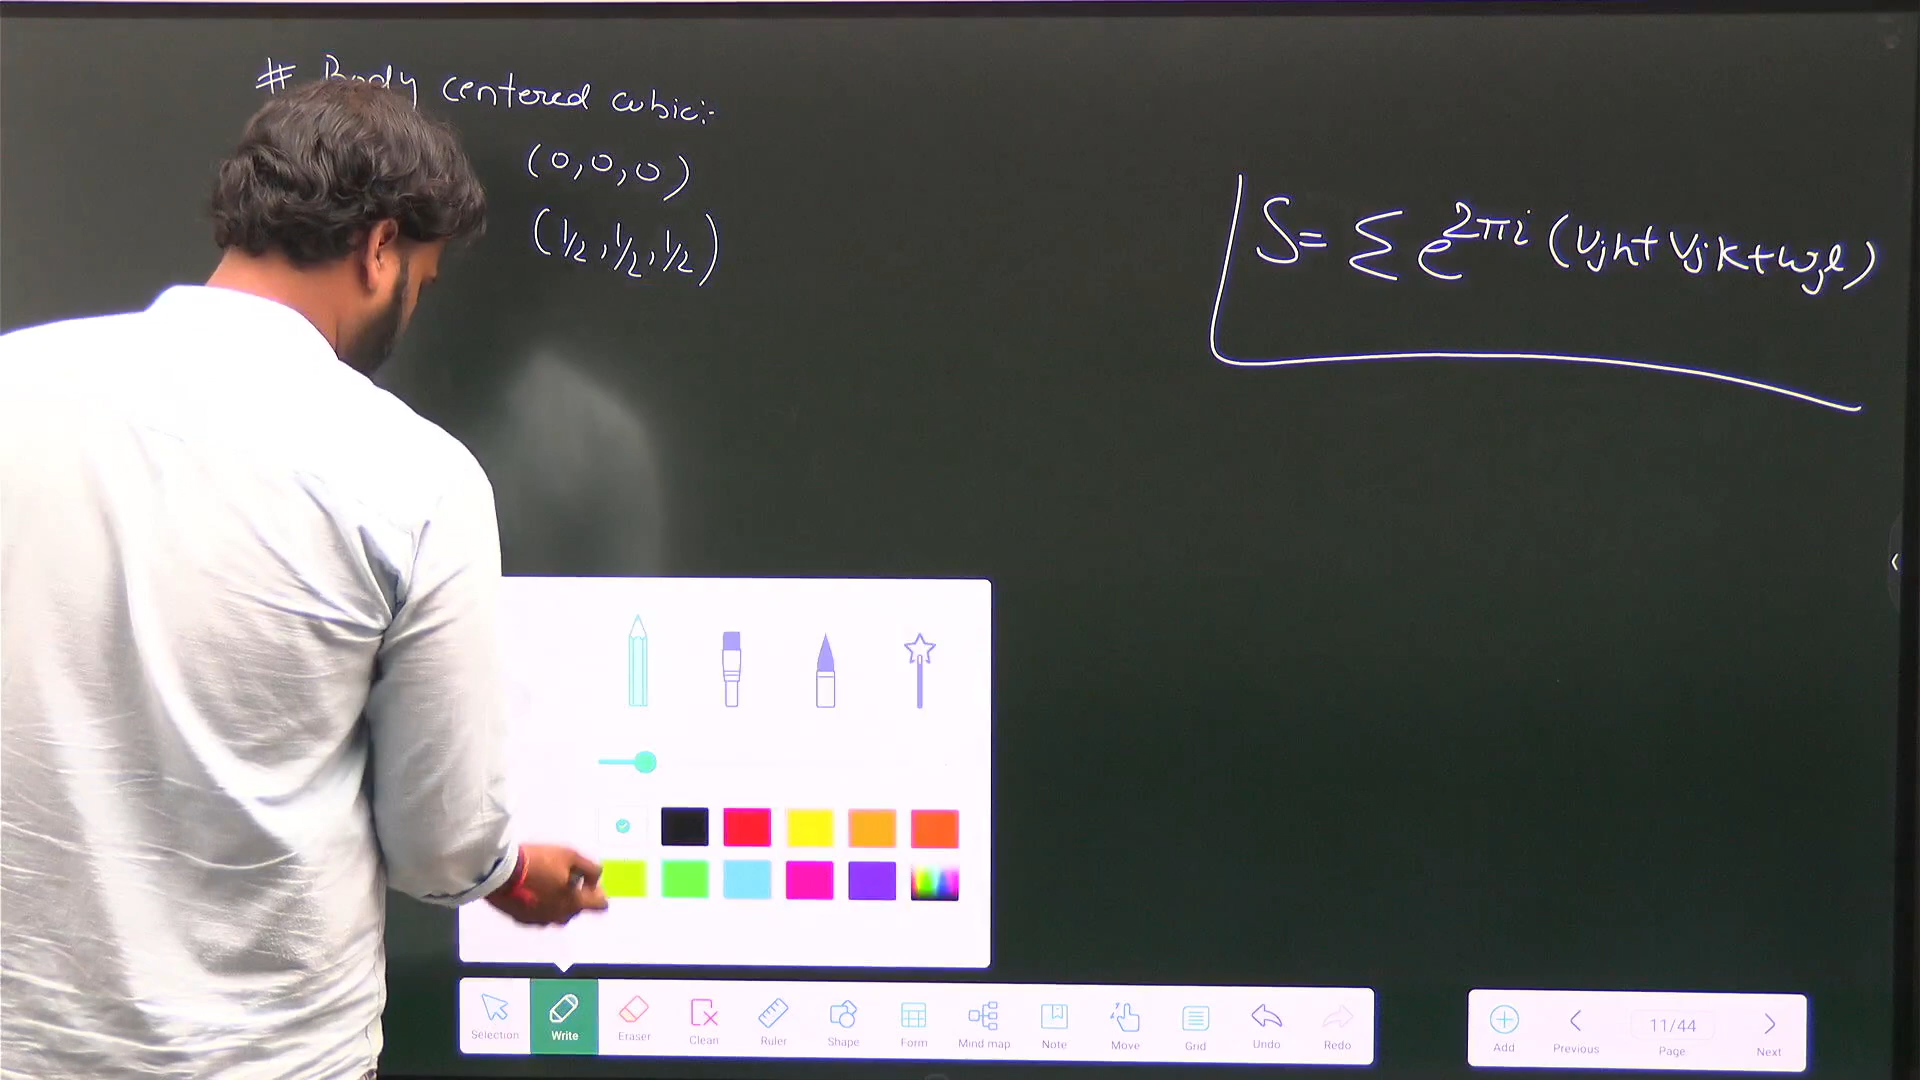 # Body centered cubic:-
(0,0,0)
(1/2,1/2,1/2)
S= Σ e^2πi (Ujh+Vjk+Wjl)
Selection
Write
Eraser
Clean
Ruler
Shape
Form
Mind map
Note
Move
Grid
Undo
Redo
Add
Previous
11/44
Page
Next